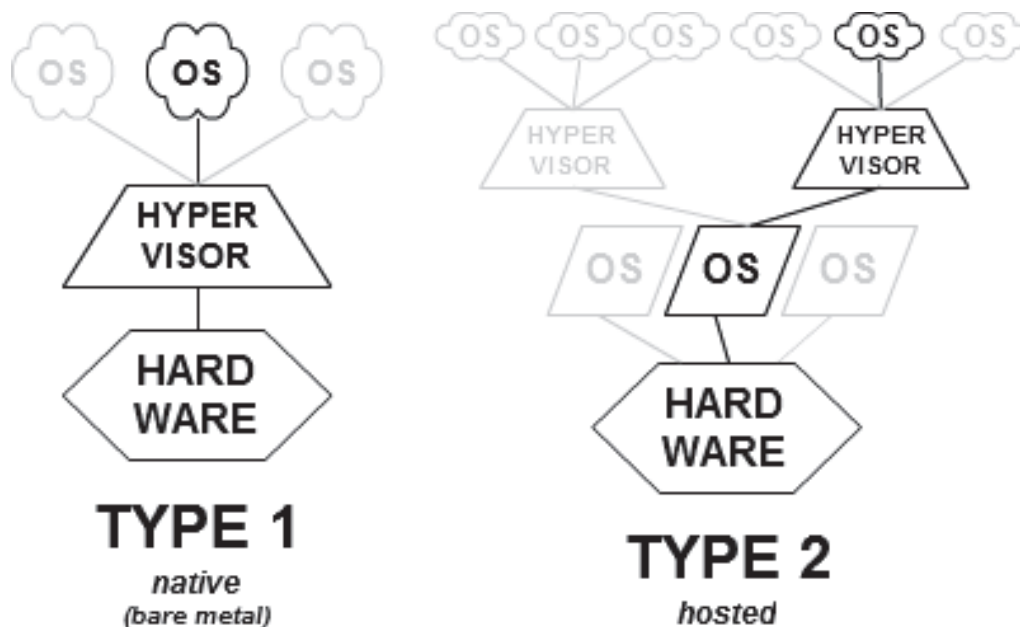 OS OS OS
HYPER
VISOR
HARD
WARE
TYPE 1
native
(bare metal)
OS OS OS OS OS OS
HYPER
VISOR
HYPER
VISOR
OS OS OS
HARD
WARE
TYPE 2
hosted